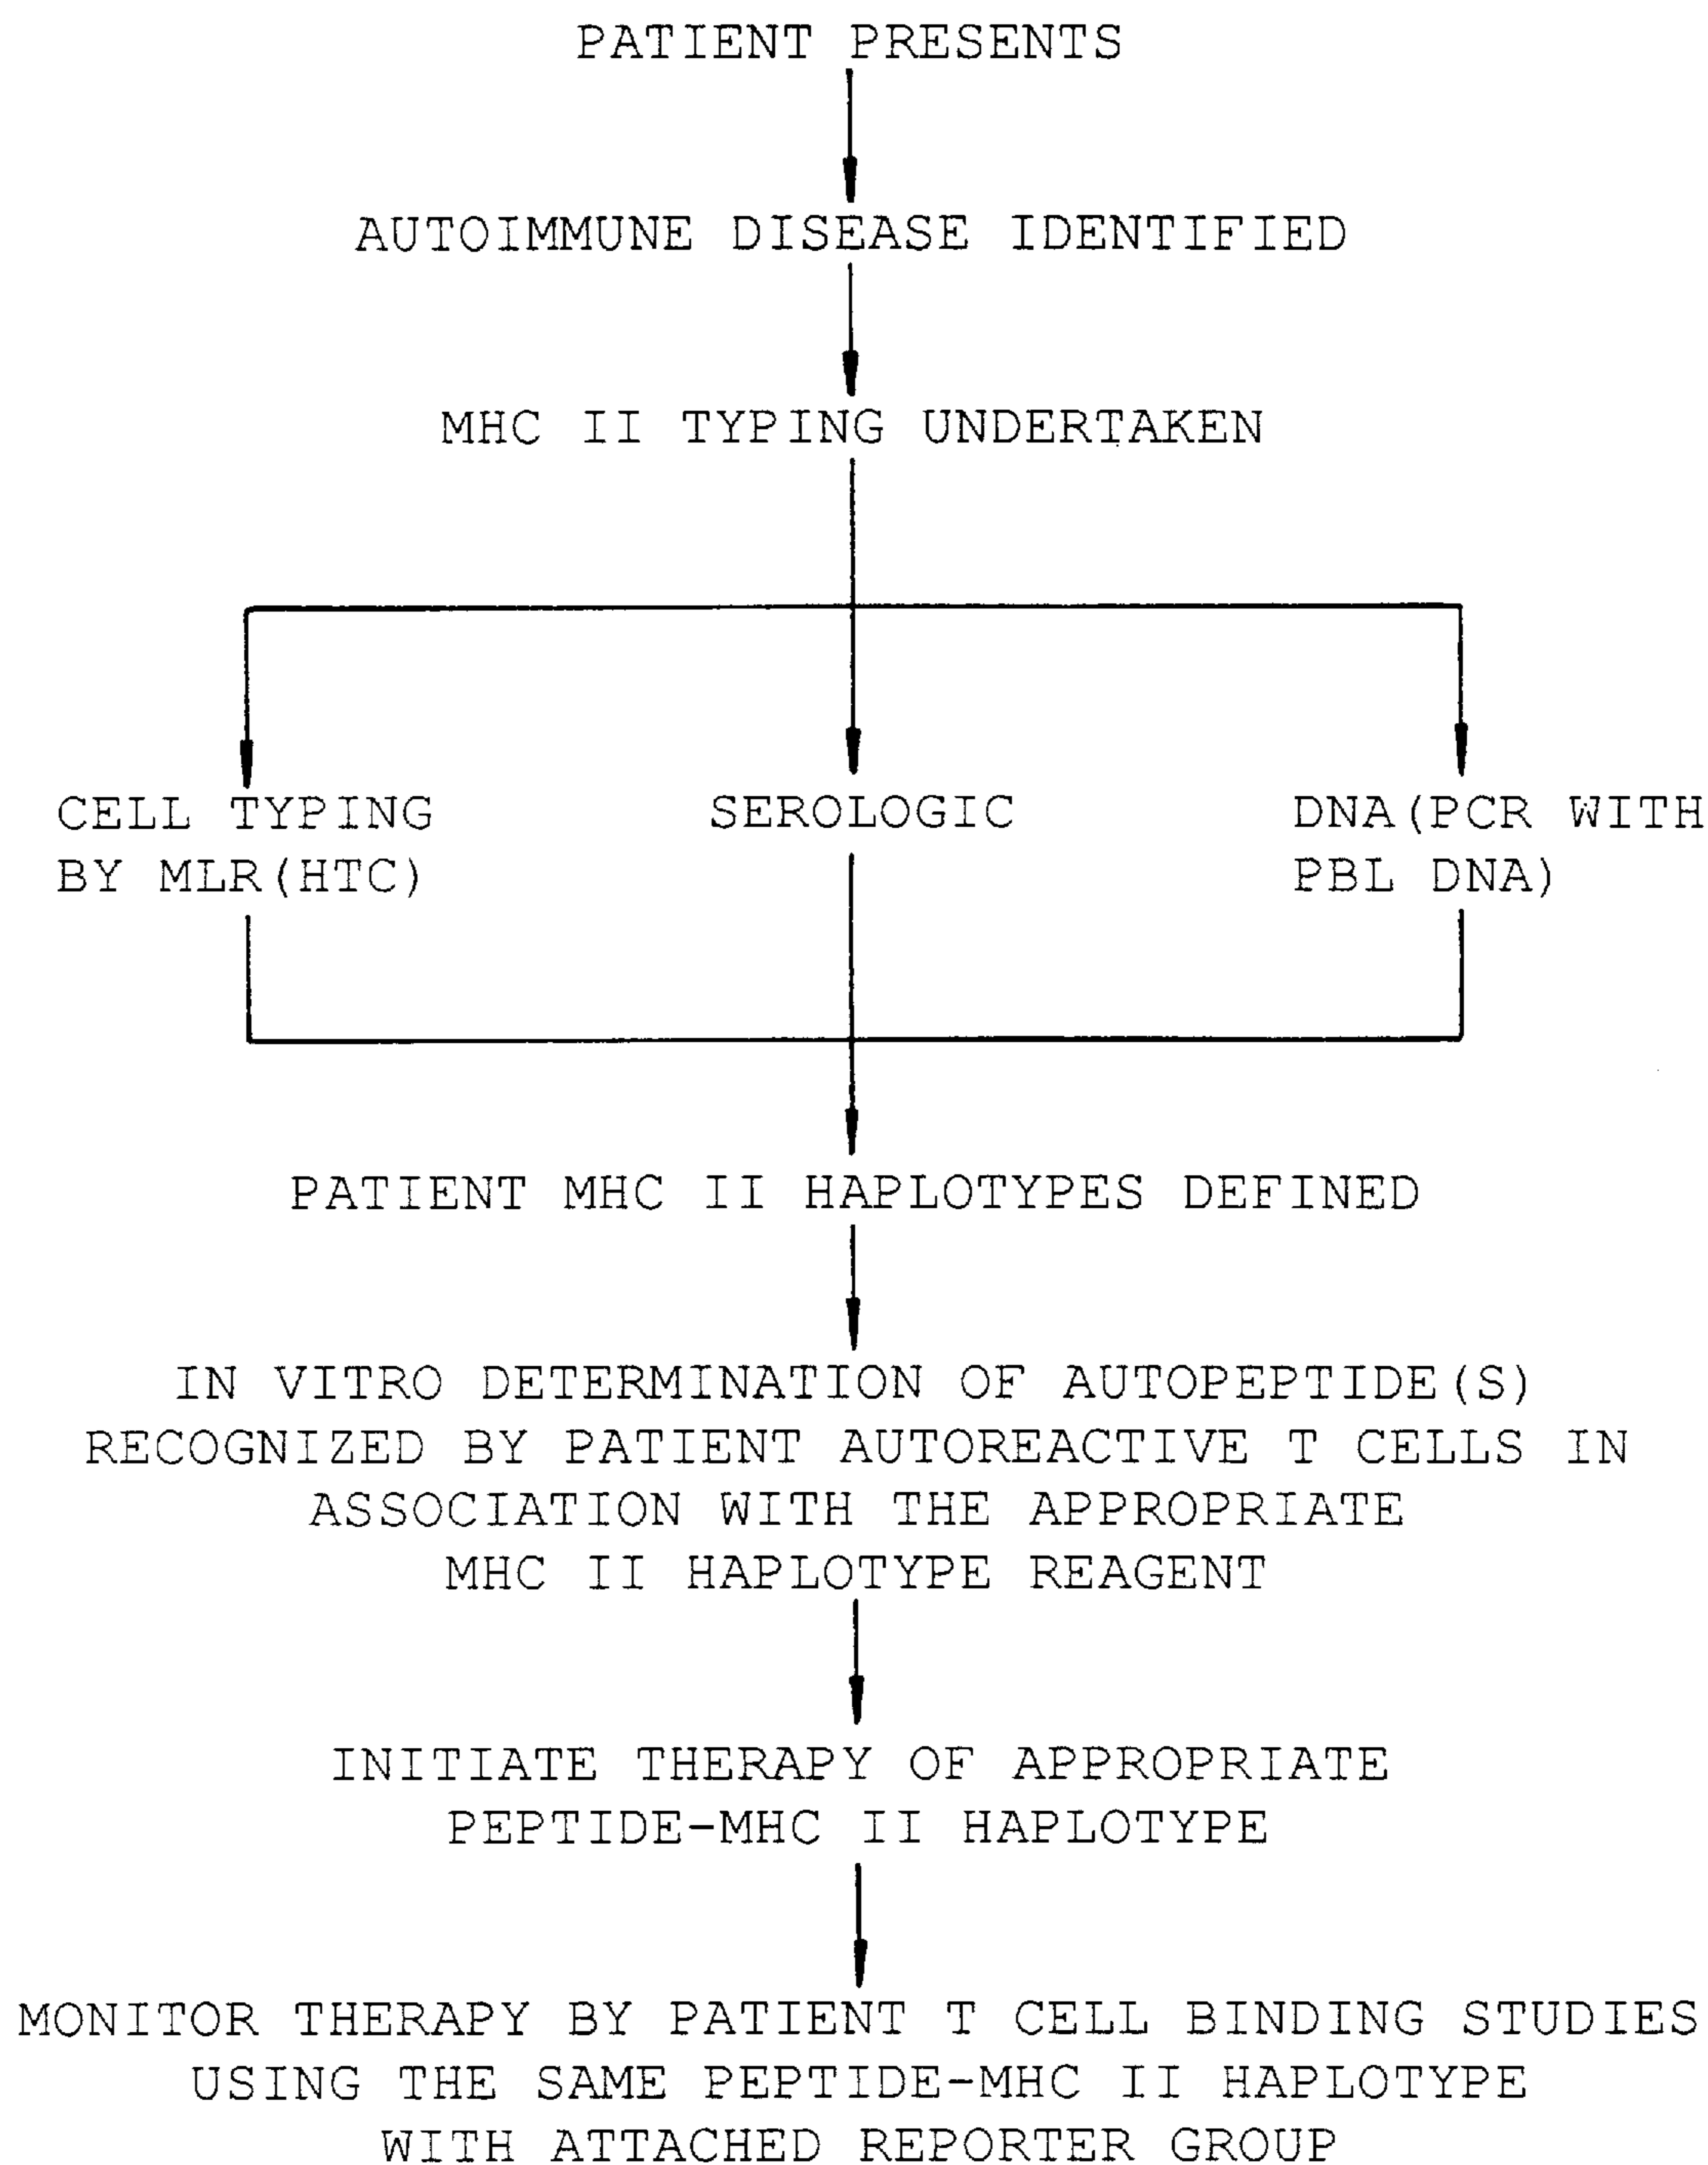 PATIENT PRESENTS
AUTOIMMUNE DISEASE IDENTIFIED
MHC II TYPING UNDERTAKEN
CELL TYPING
BY MLR(HTC)
SEROLOGIC
DNA(PCR WITH
PBL DNA)
PATIENT MHC II HAPLOTYPES DEFINED
IN VITRO DETERMINATION OF AUTOPEPTIDE(S)
RECOGNIZED BY PATIENT AUTOREACTIVE T CELLS IN
ASSOCIATION WITH THE APPROPRIATE
MHC II HAPLOTYPE REAGENT
INITIATE THERAPY OF APPROPRIATE
PEPTIDE-MHC II HAPLOTYPE
MONITOR THERAPY BY PATIENT T CELL BINDING STUDIES
USING THE SAME PEPTIDE-MHC II HAPLOTYPE
WITH ATTACHED REPORTER GROUP